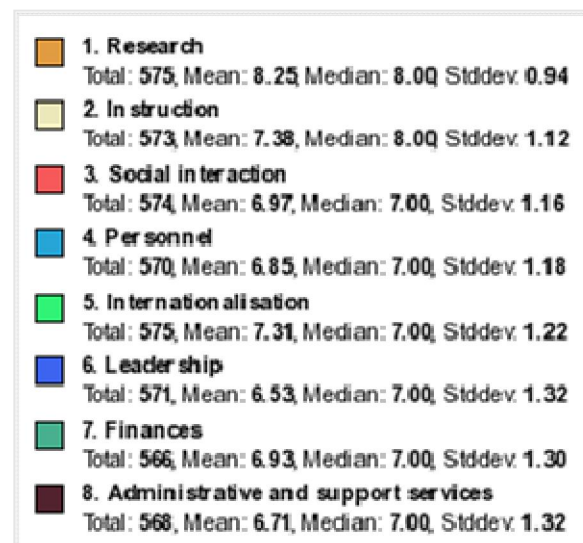 1. Research
Total: 575, Mean: 8.25, Median: 8.00, Stddev: 0.94
2. Instruction
Total: 573, Mean: 7.38, Median: 8.00, Stddev: 1.12
3. Social interaction
Total: 574, Mean: 6.97, Median: 7.00, Stddev: 1.16
4. Personnel
Total: 570, Mean: 6.85, Median: 7.00, Stddev: 1.18
5. Internationalisation
Total: 575, Mean: 7.31, Median: 7.00, Stddev: 1.22
6. Leadership
Total: 571, Mean: 6.53, Median: 7.00, Stddev: 1.32
7. Finances
Total: 566, Mean: 6.93, Median: 7.00, Stddev: 1.30
8. Administrative and support services
Total: 568, Mean: 6.71, Median: 7.00, Stddev: 1.32